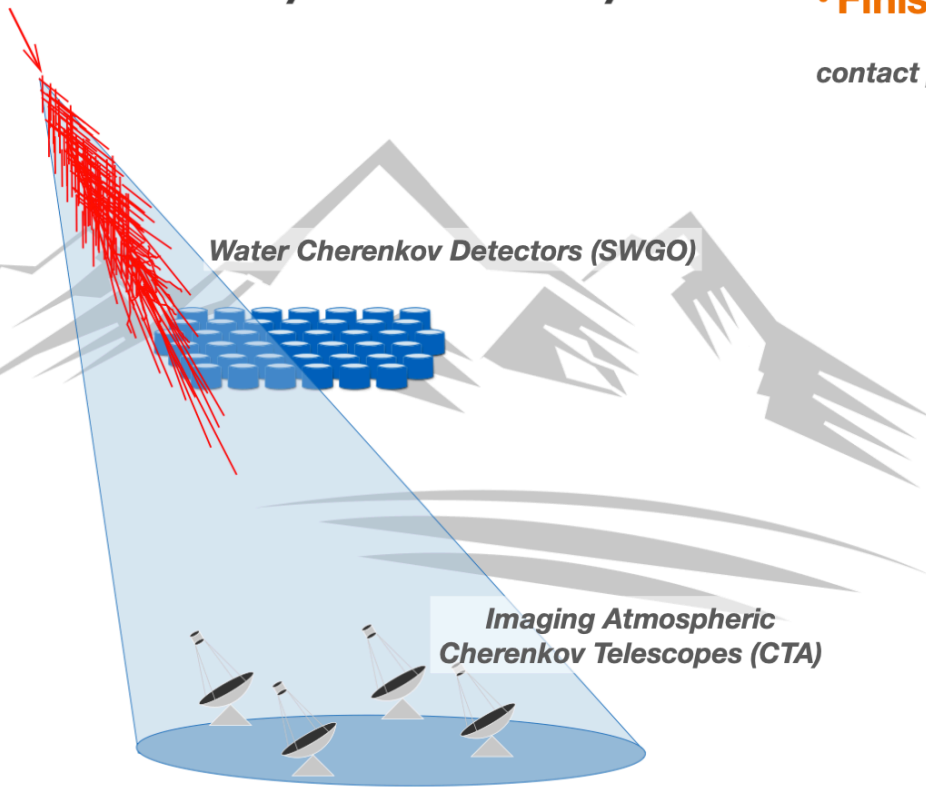 contact
Water Cherenkov Detectors (SWGO)
Imaging Atmospheric
Cherenkov Telescopes (CTA)